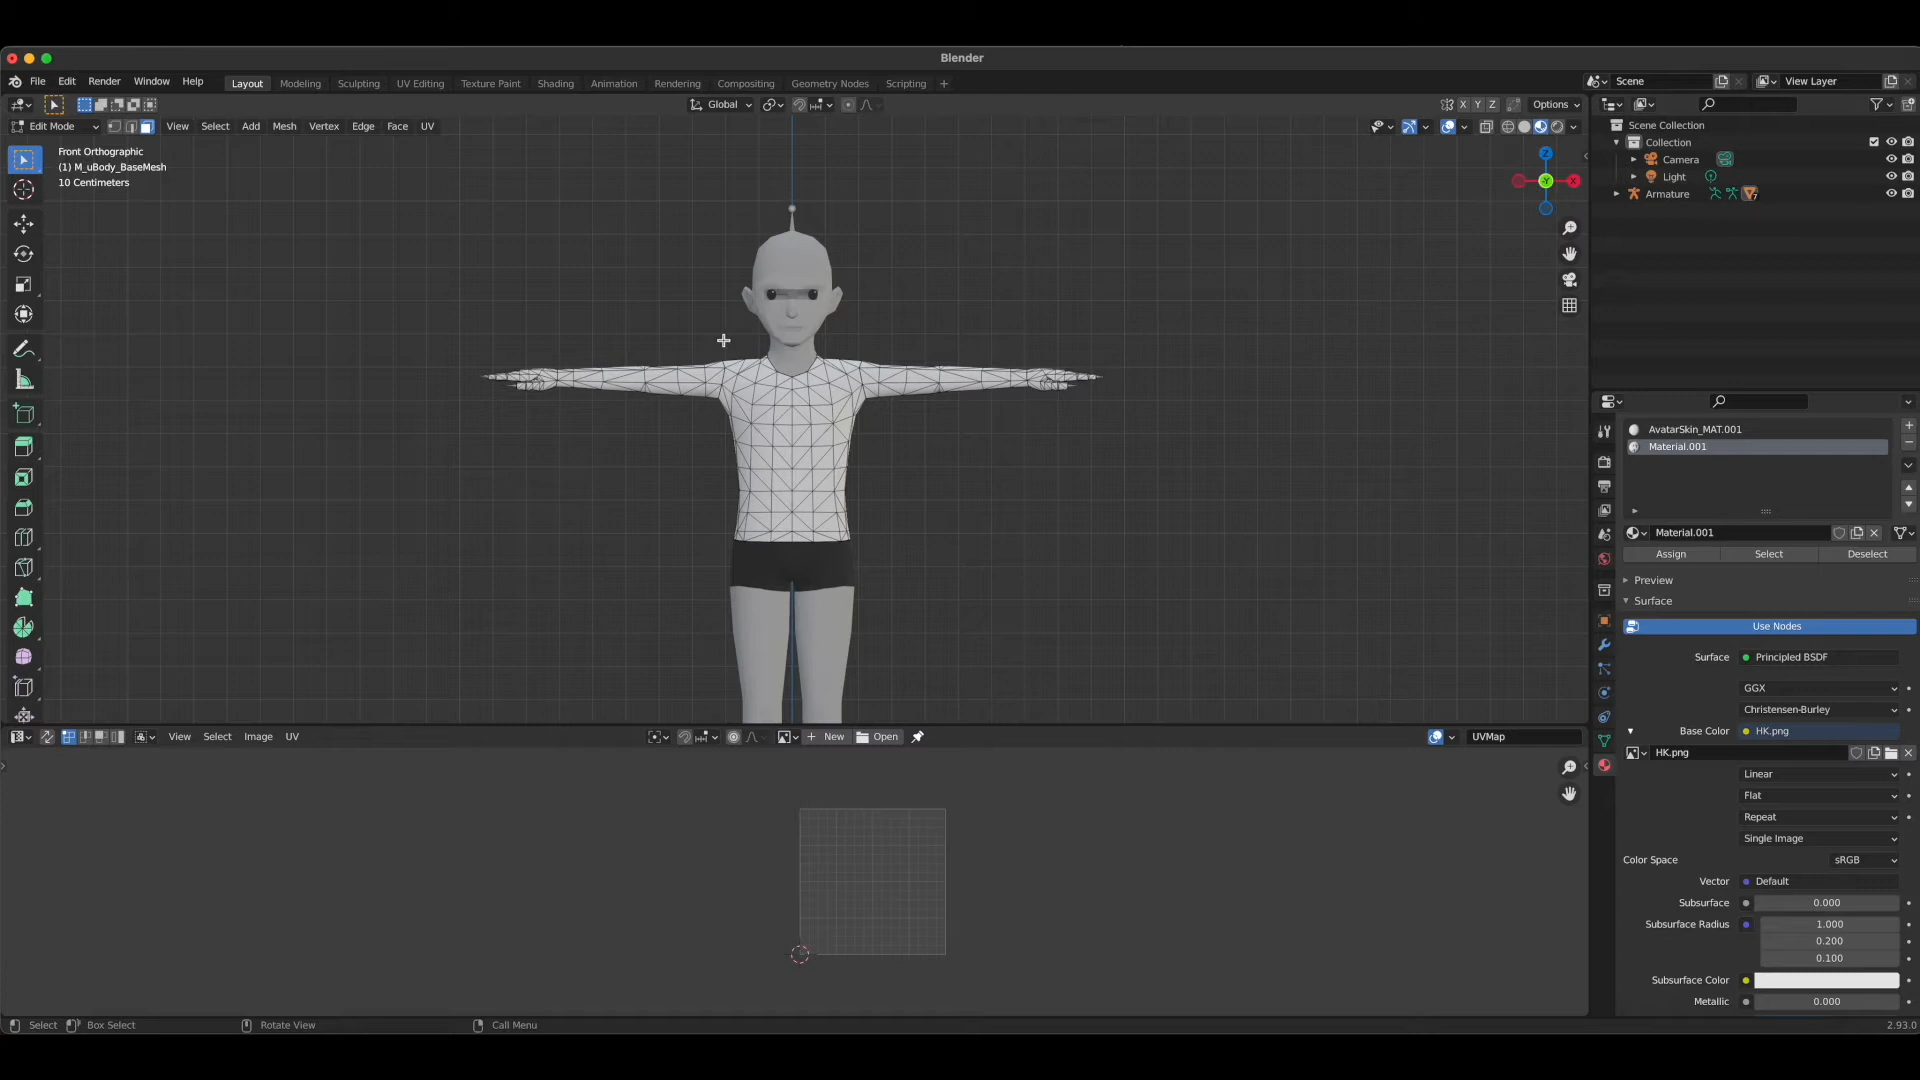 Blender
File Edit Render Window Help Layout Modeling Sculpting UV Editing Texture Paint Shading Animation Rendering Compositing Geometry Nodes Scripting + Scene View Layer
Global X Y Z Options
Edit Mode View Select Add Mesh Vertex Edge Face UV
Scene Collection
Collection
Camera
Light
Armature 7
Front Orthographic
(1) M_uBody_BaseMesh
10 Centimeters
Z
Y X
AvatarSkin_MAT.001
Material.001
Material.001
Assign Select Deselect
Preview
Surface
Use Nodes
Surface Principled BSDF
GGX
Christensen-Burley
Base Color HK.png
HK.png
Linear
Flat
Repeat
Single Image
Color Space sRGB
Vector Default
Subsurface 0.000
Subsurface Radius 1.000
0.200
0.100
Subsurface Color
Metallic 0.000
View Select Image UV + New Open UVMap
Select Box Select Rotate View Call Menu 2.93.0